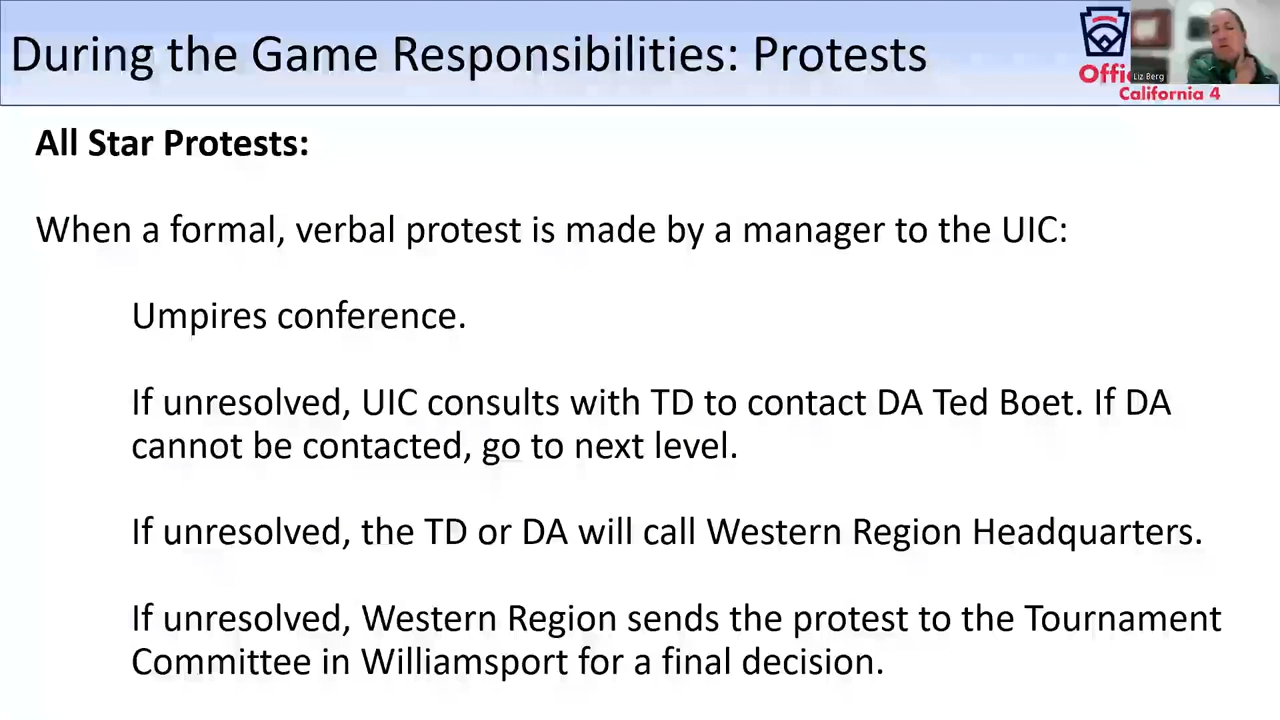 During the Game Responsibilities: Protests
Liz Berg
California 4
All Star Protests:
When a formal, verbal protest is made by a manager to the UIC:
Umpires conference.
If unresolved, UIC consults with TD to contact DA Ted Boet. If DA
cannot be contacted, go to next level.
If unresolved, the TD or DA will call Western Region Headquarters.
If unresolved, Western Region sends the protest to the Tournament
Committee in Williamsport for a final decision.